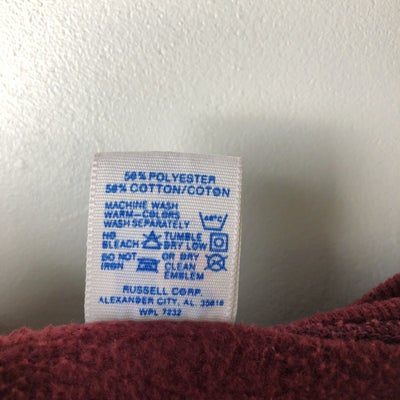 50% POLYESTER
50% COTTON/COTON
MACHINE WASH
WARM-COLORS
WASH SEPARATELY
NO BLEACH
TUMBLE DRY LOW
DO NOT IRON
OR DRY CLEAN EMBLEM
RUSSELL CORP.
ALEXANDER CITY, AL. 35010
WPL 7232